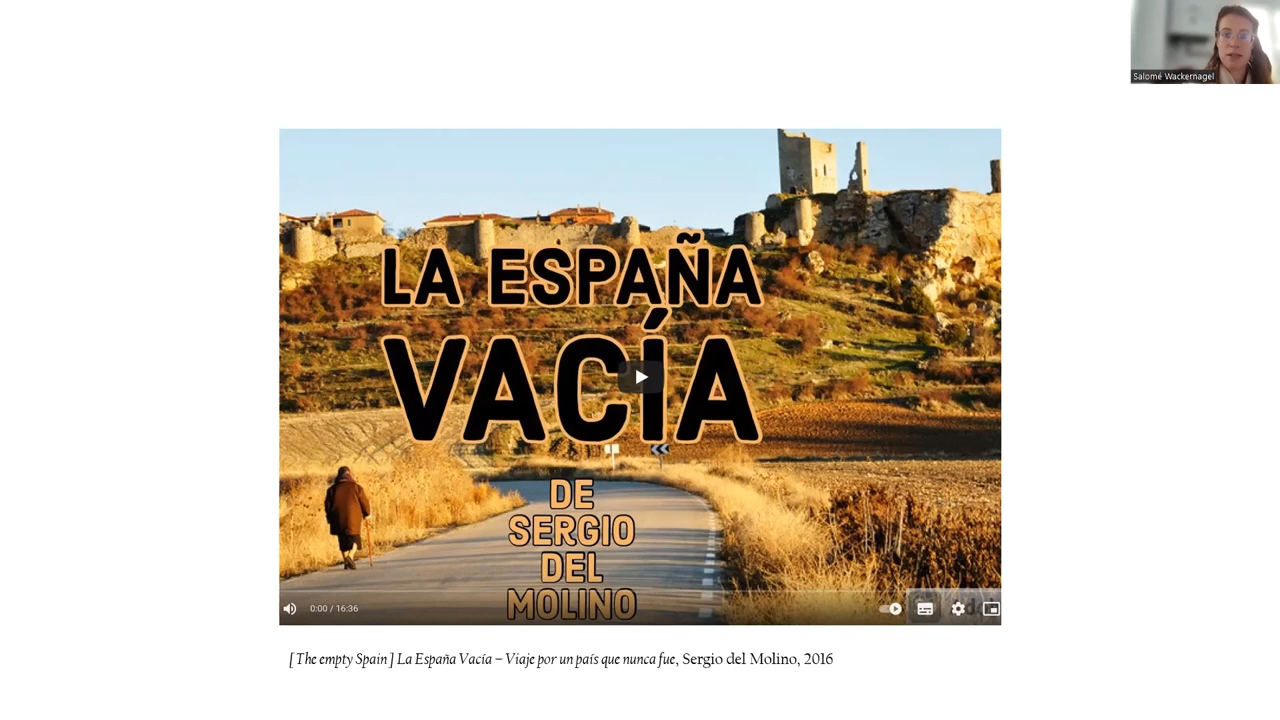 Salomé Wackernagel
LA ESPAÑA
VACÍA
DE
SERGIO
DEL
MOLINO
0:00 / 16:36
[ The empty Spain ] La España Vacía – Viaje por un país que nunca fue, Sergio del Molino, 2016